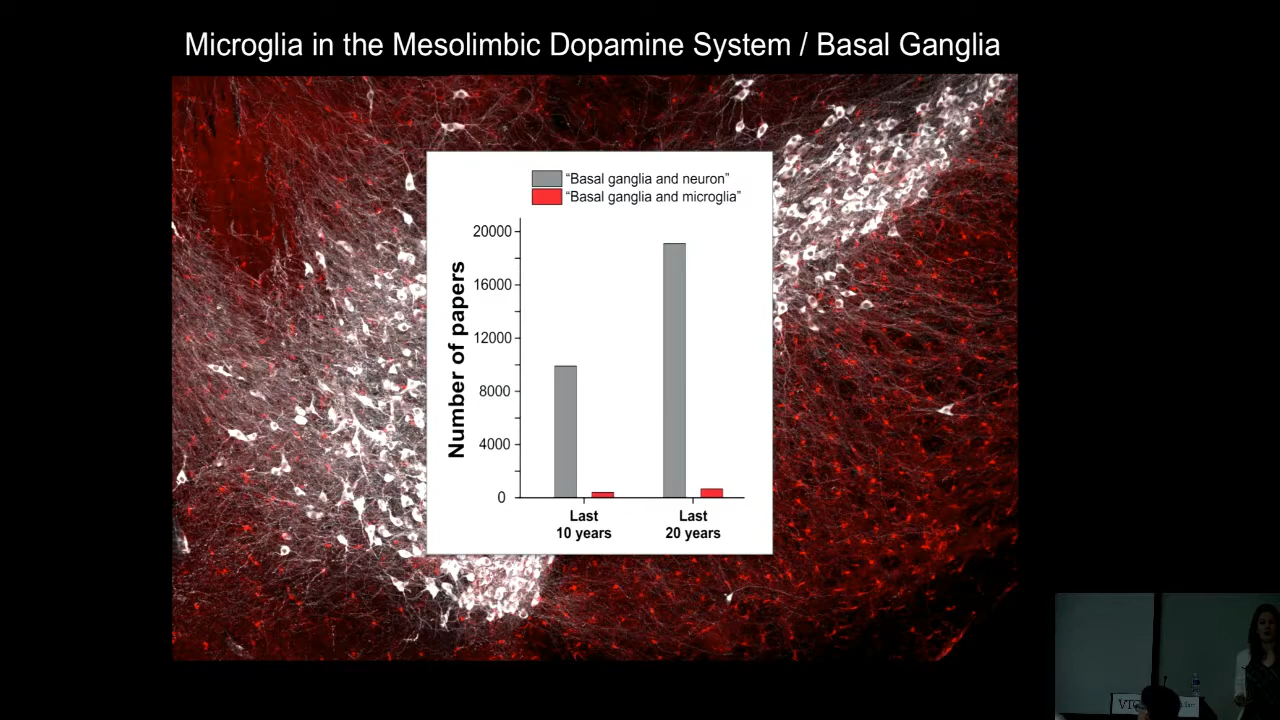 Microglia in the Mesolimbic Dopamine System / Basal Ganglia
“Basal ganglia and neuron”
“Basal ganglia and microglia”
Number of papers
20000
16000
12000
8000
4000
0
Last
10 years
Last
20 years